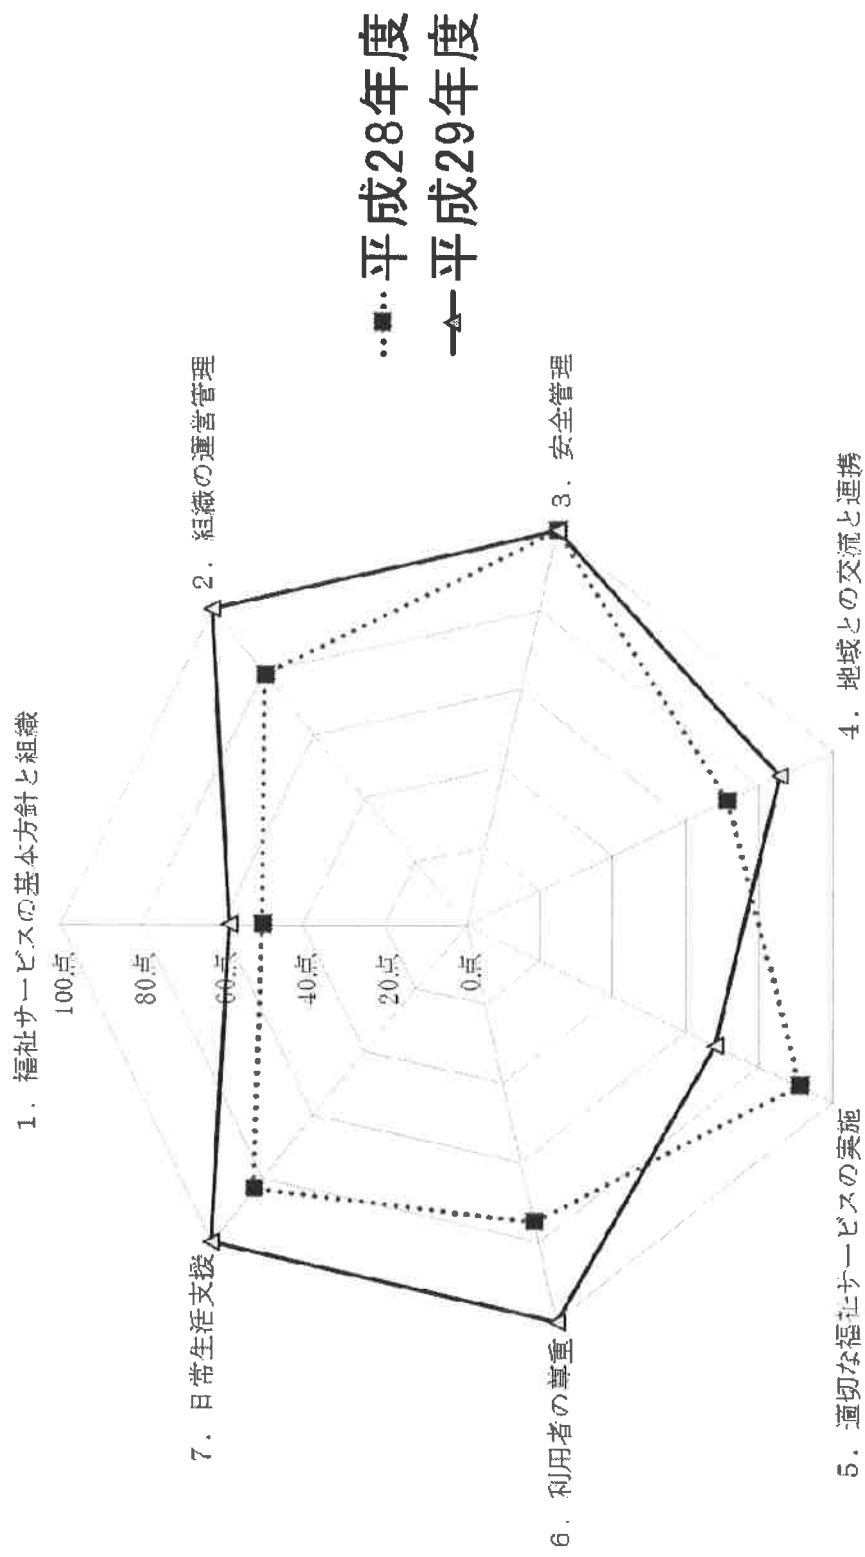 1. 福祉サービスの基本方針と組織
100点
80点
60点
40点
20点
0点
2. 組織の運営管理
3. 安全管理
4. 地域との交流と連携
5. 適切な福祉サービスの実施
6. 利用者の尊重
7. 日常生活支援
平成28年度
平成29年度